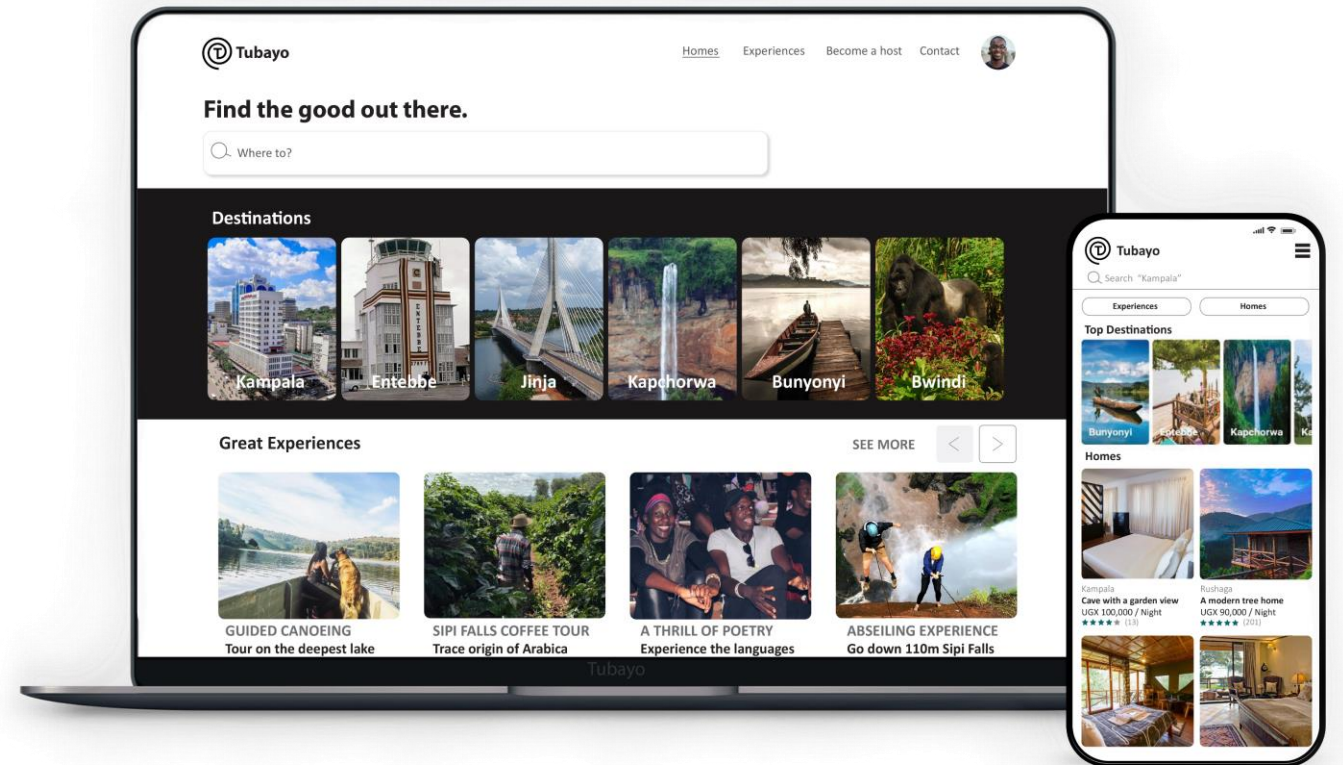 Tubayo
Homes Experiences Become a host Contact
Find the good out there.
Where to?
Destinations
ENTEBBE
Kampala Entebbe Jinja Kapchorwa Bunyonyi Bwindi
Great Experiences SEE MORE < >
GUIDED CANOEING SIPI FALLS COFFEE TOUR A THRILL OF POETRY ABSEILING EXPERIENCE
Tour on the deepest lake Trace origin of Arabica Experience the languages Go down 110m Sipi Falls
Tubayo
Tubayo
Search "Kampala"
Experiences Homes
Top Destinations
Bunyonyi Entebbe Kapchorwa Ka
Homes
Kampala Rushaga
Cave with a garden view A modern tree home
UGX 100,000 / Night UGX 90,000 / Night
(13) (201)